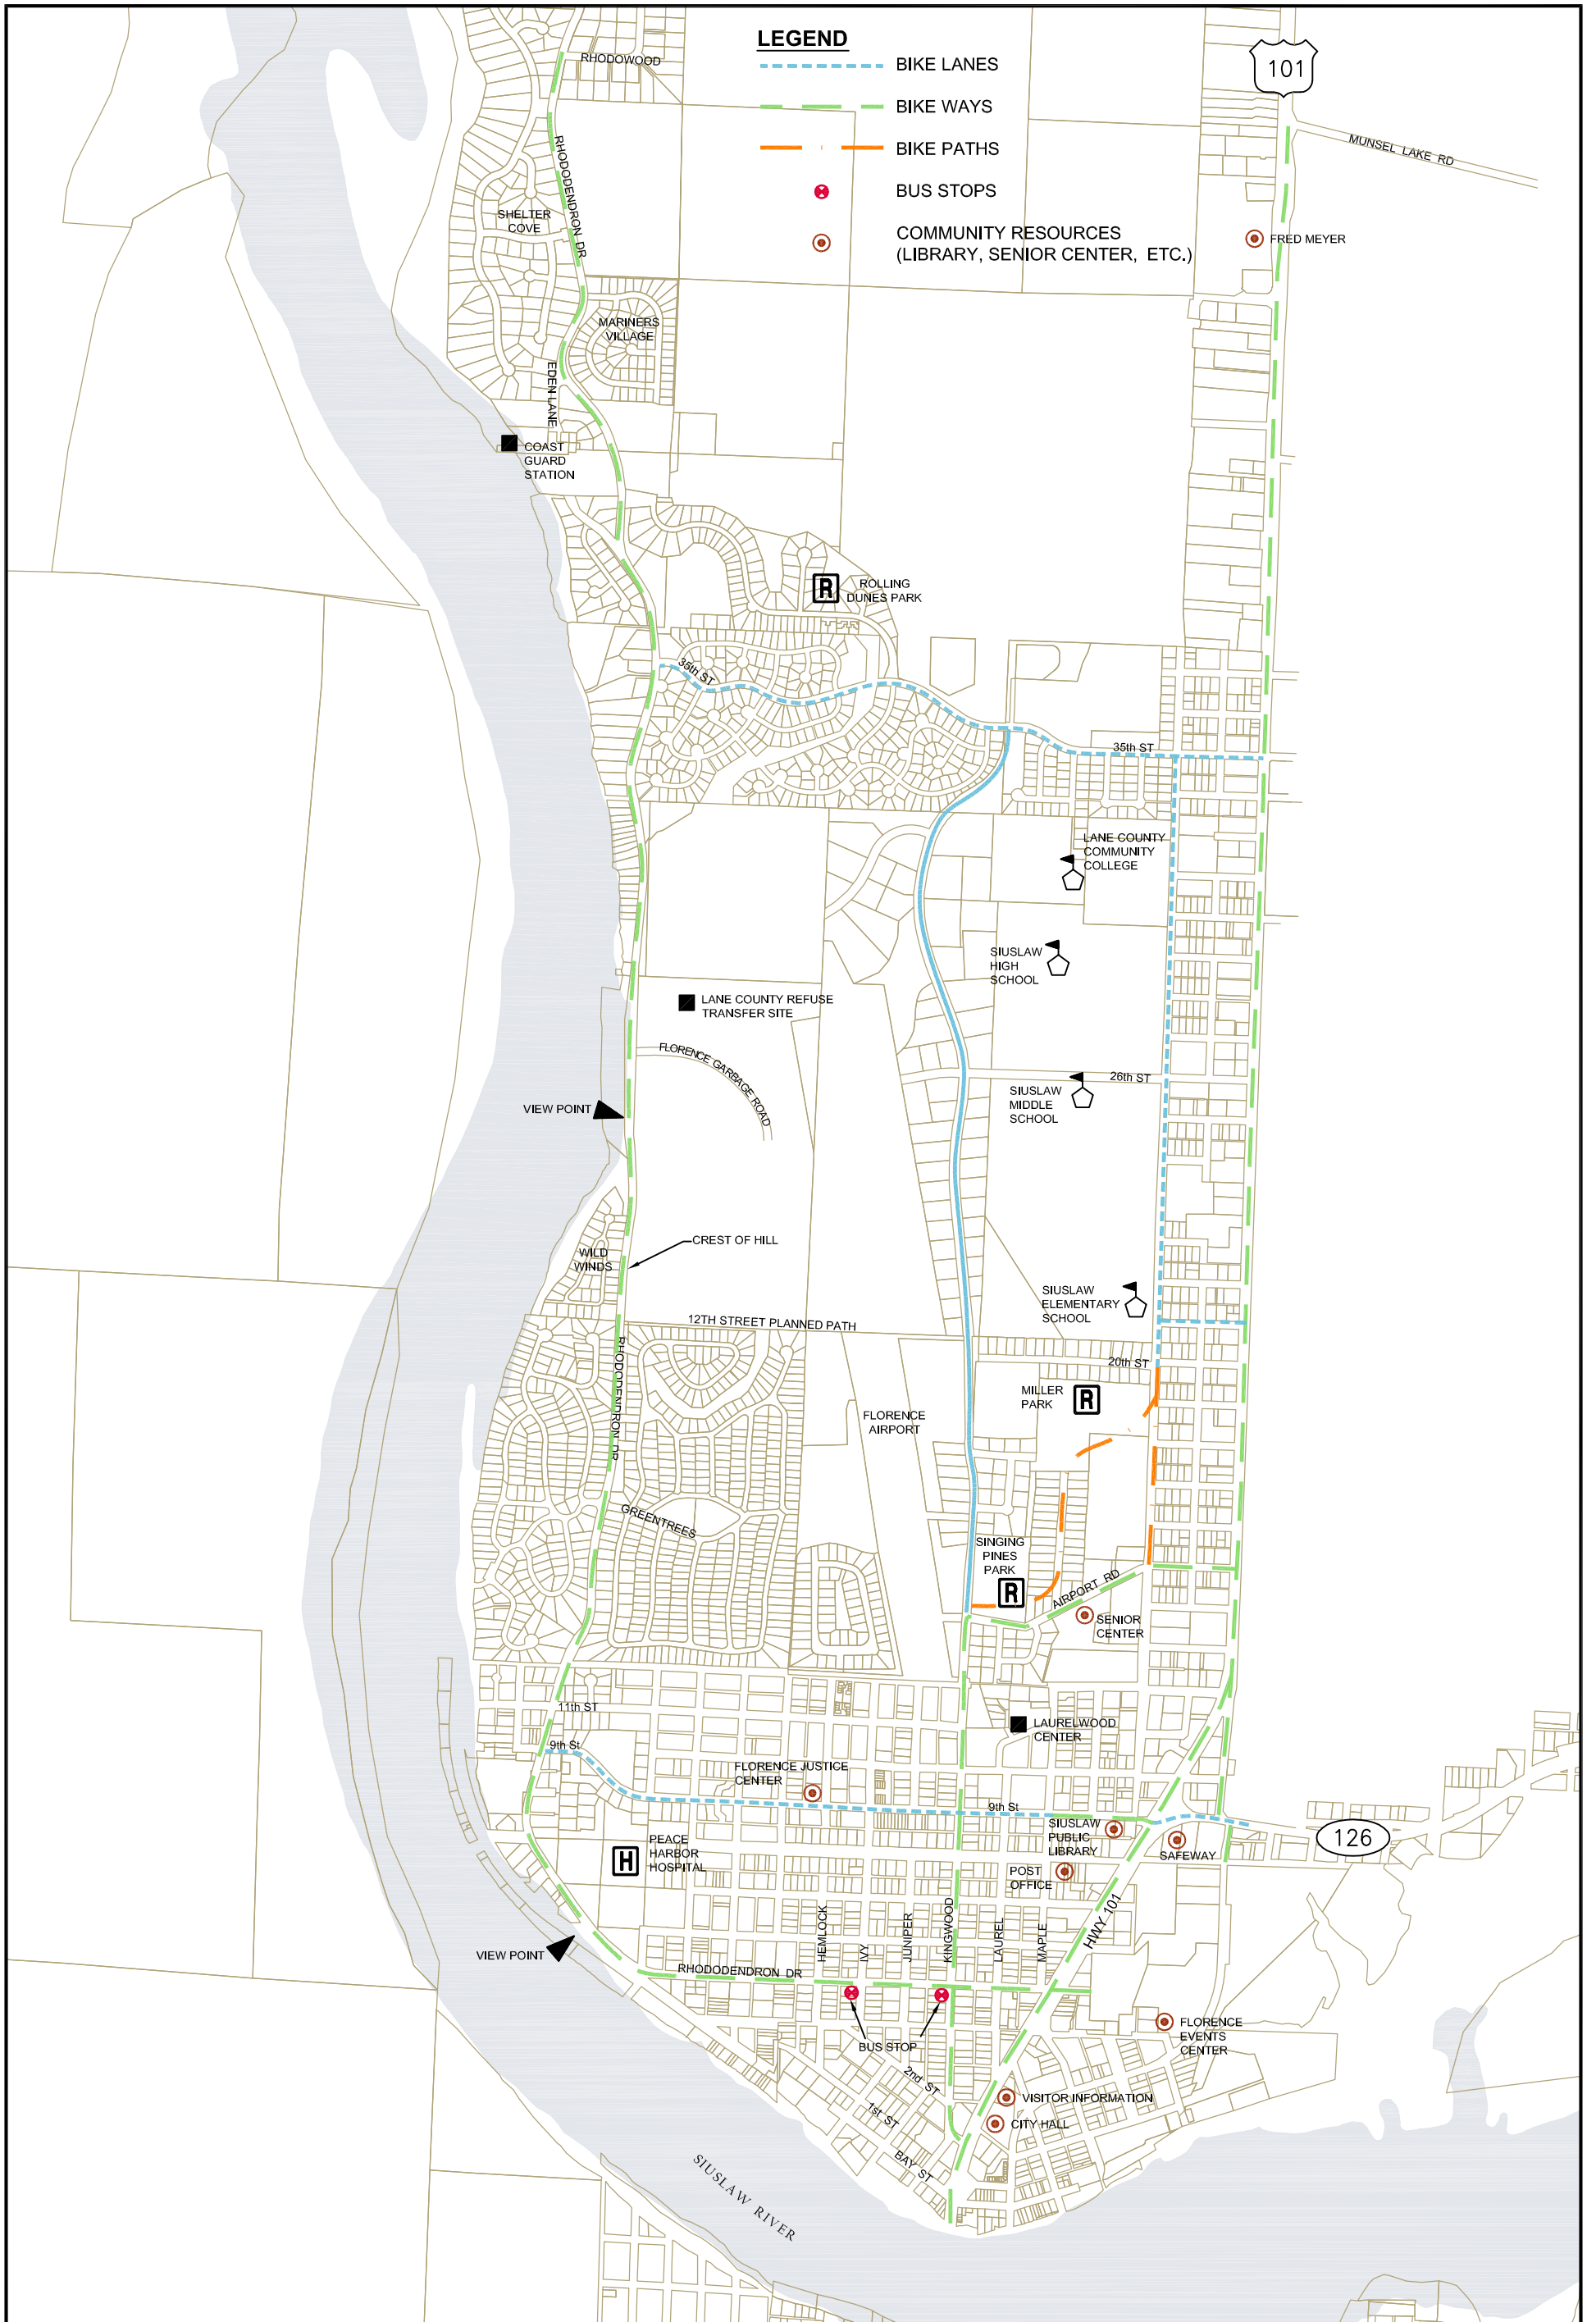 LEGEND
BIKE LANES
BIKE WAYS
BIKE PATHS
BUS STOPS
COMMUNITY RESOURCES
(LIBRARY, SENIOR CENTER, ETC.)
101
MUNSEL LAKE RD
FRED MEYER
RHODOWOOD
RHODODENDRON DR
SHELTER
COVE
MARINERS
VILLAGE
EDEN LANE
COAST
GUARD
STATION
R
ROLLING
DUNES PARK
35th ST
35th ST
LANE COUNTY
COMMUNITY
COLLEGE
SIUSLAW
HIGH
SCHOOL
LANE COUNTY REFUSE
TRANSFER SITE
FLORENCE GARBAGE ROAD
26th ST
SIUSLAW
MIDDLE
SCHOOL
VIEW POINT
CREST OF HILL
WILD
WINDS
SIUSLAW
ELEMENTARY
SCHOOL
12TH STREET PLANNED PATH
RHODODENDRON DR
20th ST
MILLER
PARK
R
FLORENCE
AIRPORT
GREENTREES
SINGING
PINES
PARK
R
AIRPORT RD
SENIOR
CENTER
11th ST
LAURELWOOD
CENTER
9th St
FLORENCE JUSTICE
CENTER
9th St
SIUSLAW
PUBLIC
LIBRARY
SAFEWAY
126
H
PEACE
HARBOR
HOSPITAL
POST
OFFICE
HWY 101
HEMLOCK
IVY
JUNIPER
KINGWOOD
LAUREL
MAPLE
VIEW POINT
RHODODENDRON DR
BUS STOP
FLORENCE
EVENTS
CENTER
2nd ST
1st ST
BAY ST
VISITOR INFORMATION
CITY HALL
SIUSLAW RIVER